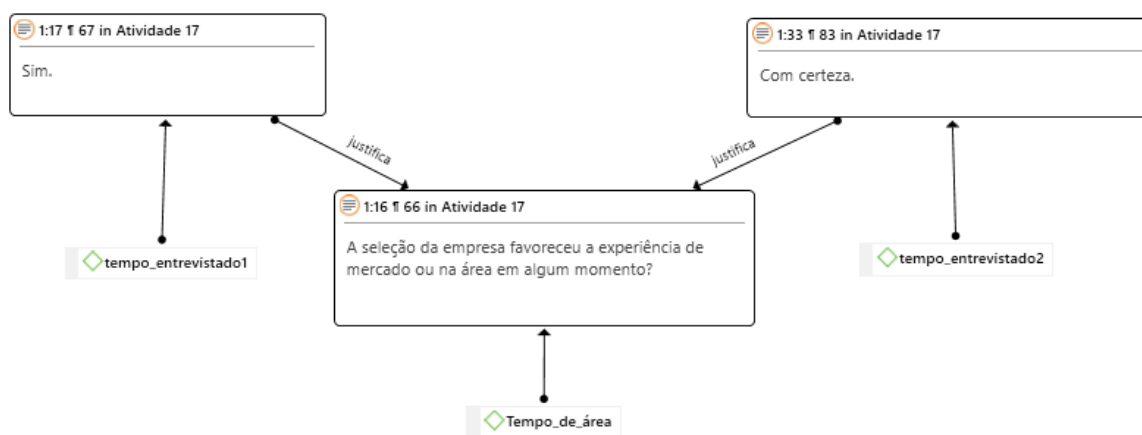 1:17 ¶ 67 in Atividade 17
Sim.
1:33 ¶ 83 in Atividade 17
Com certeza.
justifica
justifica
1:16 ¶ 66 in Atividade 17
A seleção da empresa favoreceu a experiência de
mercado ou na área em algum momento?
tempo_entrevistado1
tempo_entrevistado2
Tempo_de_área